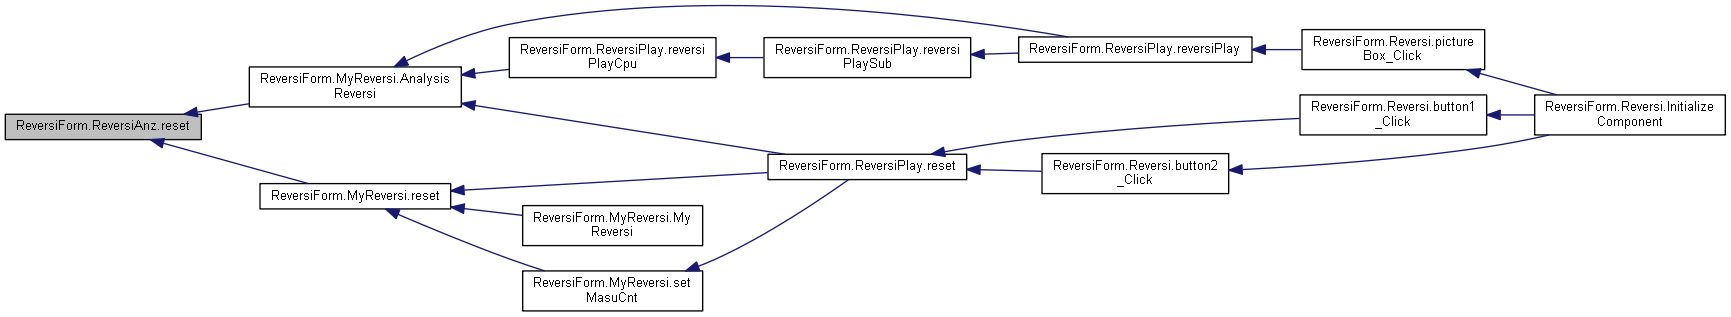 ReversiForm.ReversiAnz.reset
ReversiForm.MyReversi.Analysis
Reversi
ReversiForm.MyReversi.reset
ReversiForm.ReversiPlay.reversi
PlayCpu
ReversiForm.MyReversi.My
Reversi
ReversiForm.MyReversi.set
MasuCnt
ReversiForm.ReversiPlay.reversi
PlaySub
ReversiForm.ReversiPlay.reset
ReversiForm.ReversiPlay.reversiPlay
ReversiForm.Reversi.button2
_Click
ReversiForm.Reversi.picture
Box_Click
ReversiForm.Reversi.button1
_Click
ReversiForm.Reversi.Initialize
Component